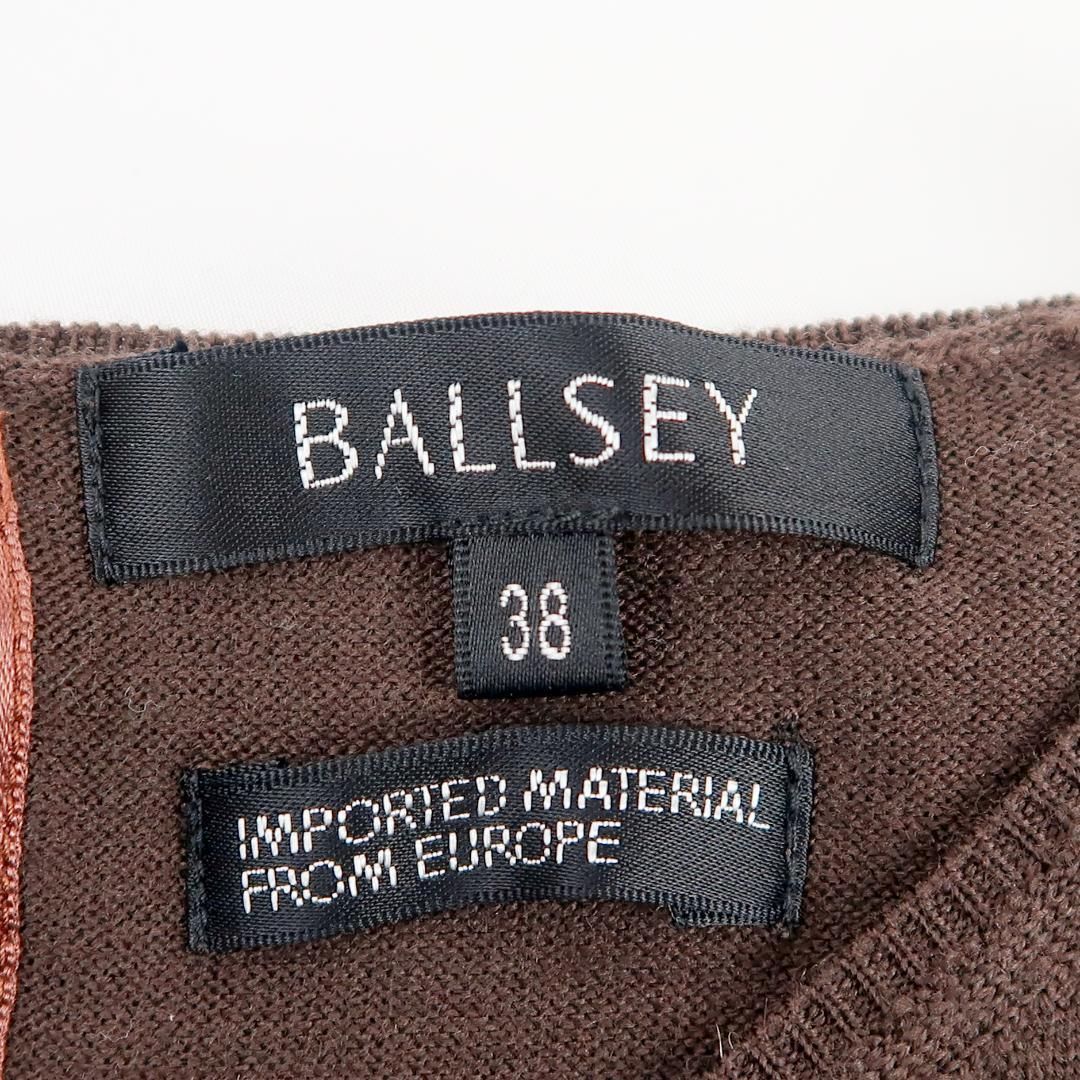 BALLSEY
38
IMPORTED MATERIAL
FROM EUROPE